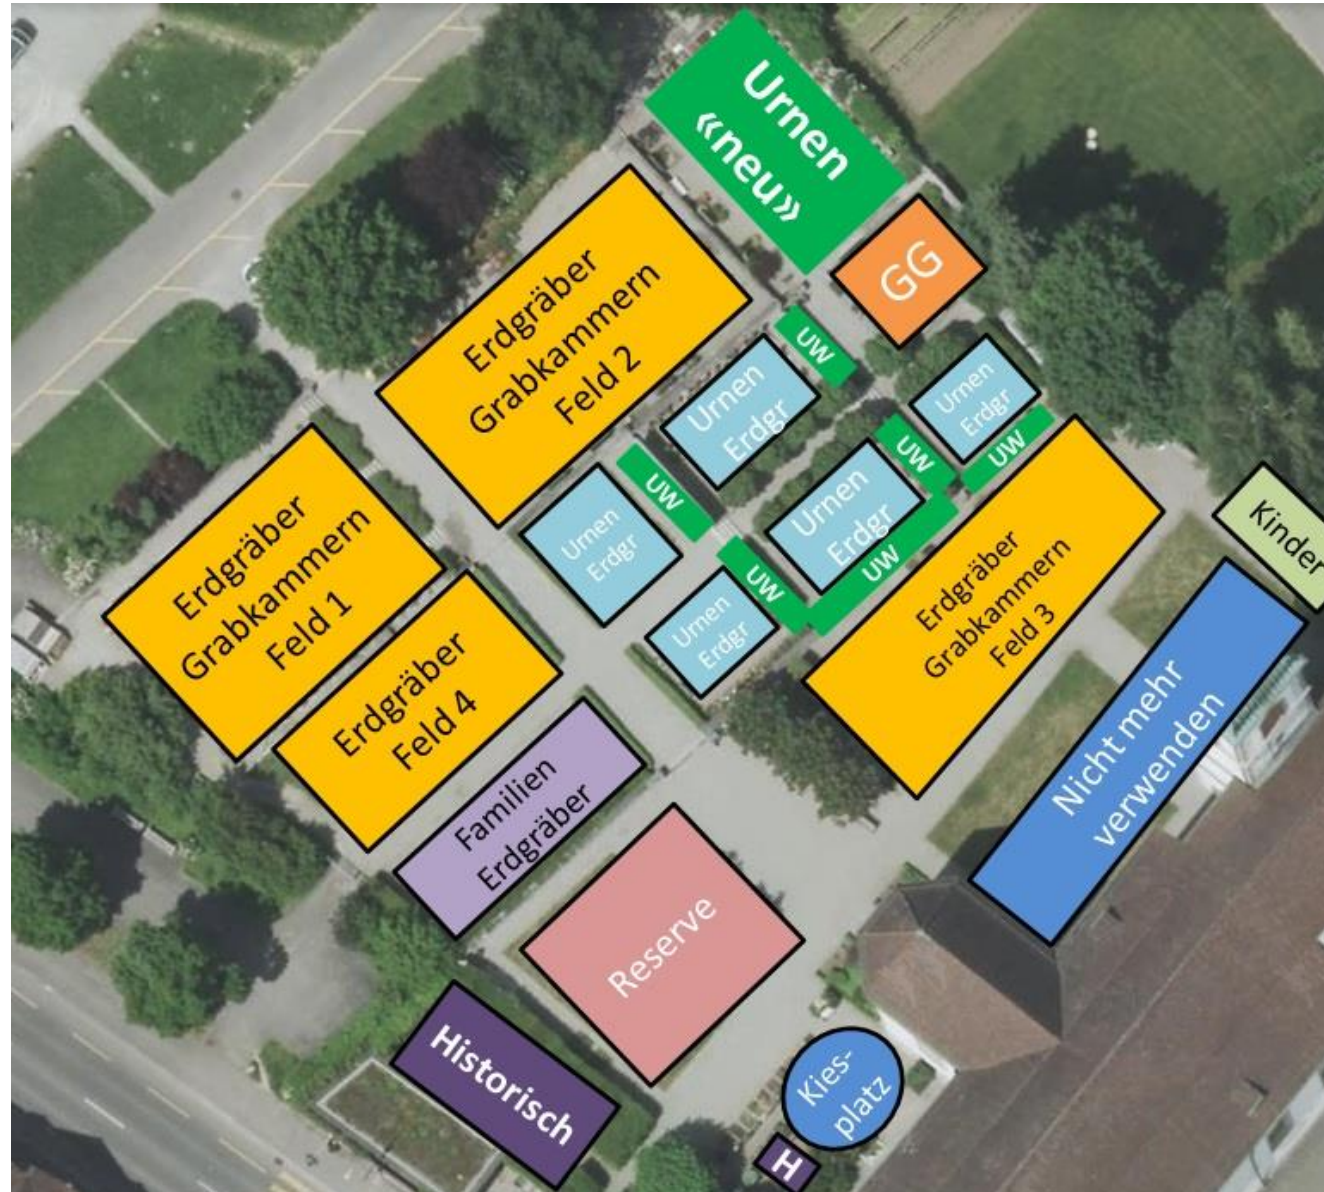 Urnen
«neu»
GG
Erdgräber
Grabkammern
Feld 2
UW
Urnen
Erdgr
Urnen
Erdgr
UW
UW
UW
Urnen
Erdgr
Urnen
Erdgr
UW
UW
Urnen
Erdgr
Erdgräber
Grabkammern
Feld 1
Erdgräber
Grabkammern
Feld 3
Kinder
Erdgräber
Feld 4
Familien
Erdgräber
Nicht mehr
verwenden
Reserve
Historisch
Kies-
platz
H